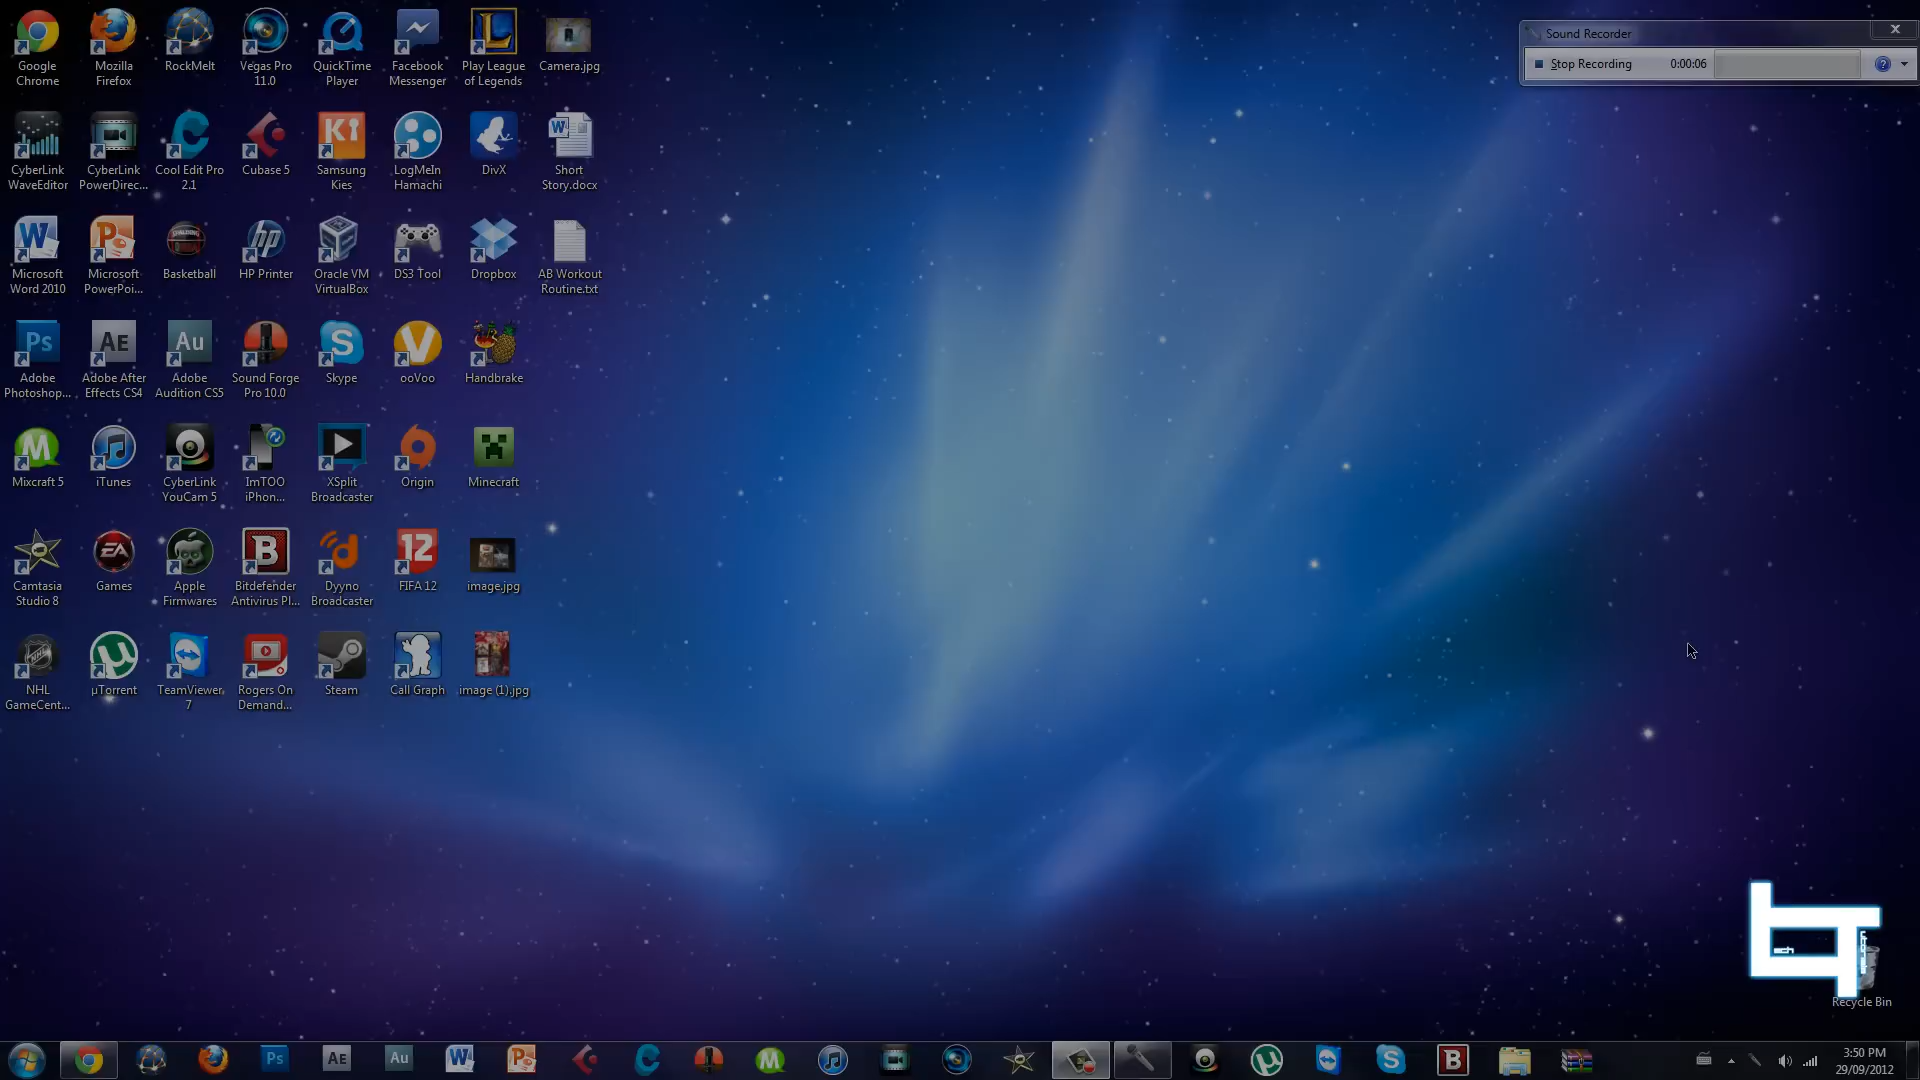 Google
Chrome
Mozilla
Firefox
RockMelt
Vegas Pro
11.0
QuickTime
Player
Facebook
Messenger
Play League
of Legends
Camera.jpg
CyberLink
WaveEditor
CyberLink
PowerDirec...
Cool Edit Pro
2.1
Cubase 5
Samsung
Kies
LogMeIn
Hamachi
DivX
Short
Story.docx
Microsoft
Word 2010
Microsoft
PowerPoi...
Basketball
HP Printer
Oracle VM
VirtualBox
DS3 Tool
Dropbox
AB Workout
Routine.txt
Adobe
Photoshop...
Adobe After
Effects CS4
Adobe
Audition CS5
Sound Forge
Pro 10.0
Skype
ooVoo
Handbrake
Mixcraft 5
iTunes
CyberLink
YouCam 5
ImTOO
iPhon...
XSplit
Broadcaster
Origin
Minecraft
Camtasia
Studio 8
Games
Apple
Firmwares
Bitdefender
Antivirus Pl...
Dyyno
Broadcaster
FIFA 12
image.jpg
NHL
GameCent...
µTorrent
TeamViewer
7
Rogers On
Demand...
Steam
Call Graph
image (1).jpg
Sound Recorder
Stop Recording 0:00:06
Recycle Bin
3:50 PM
29/09/2012